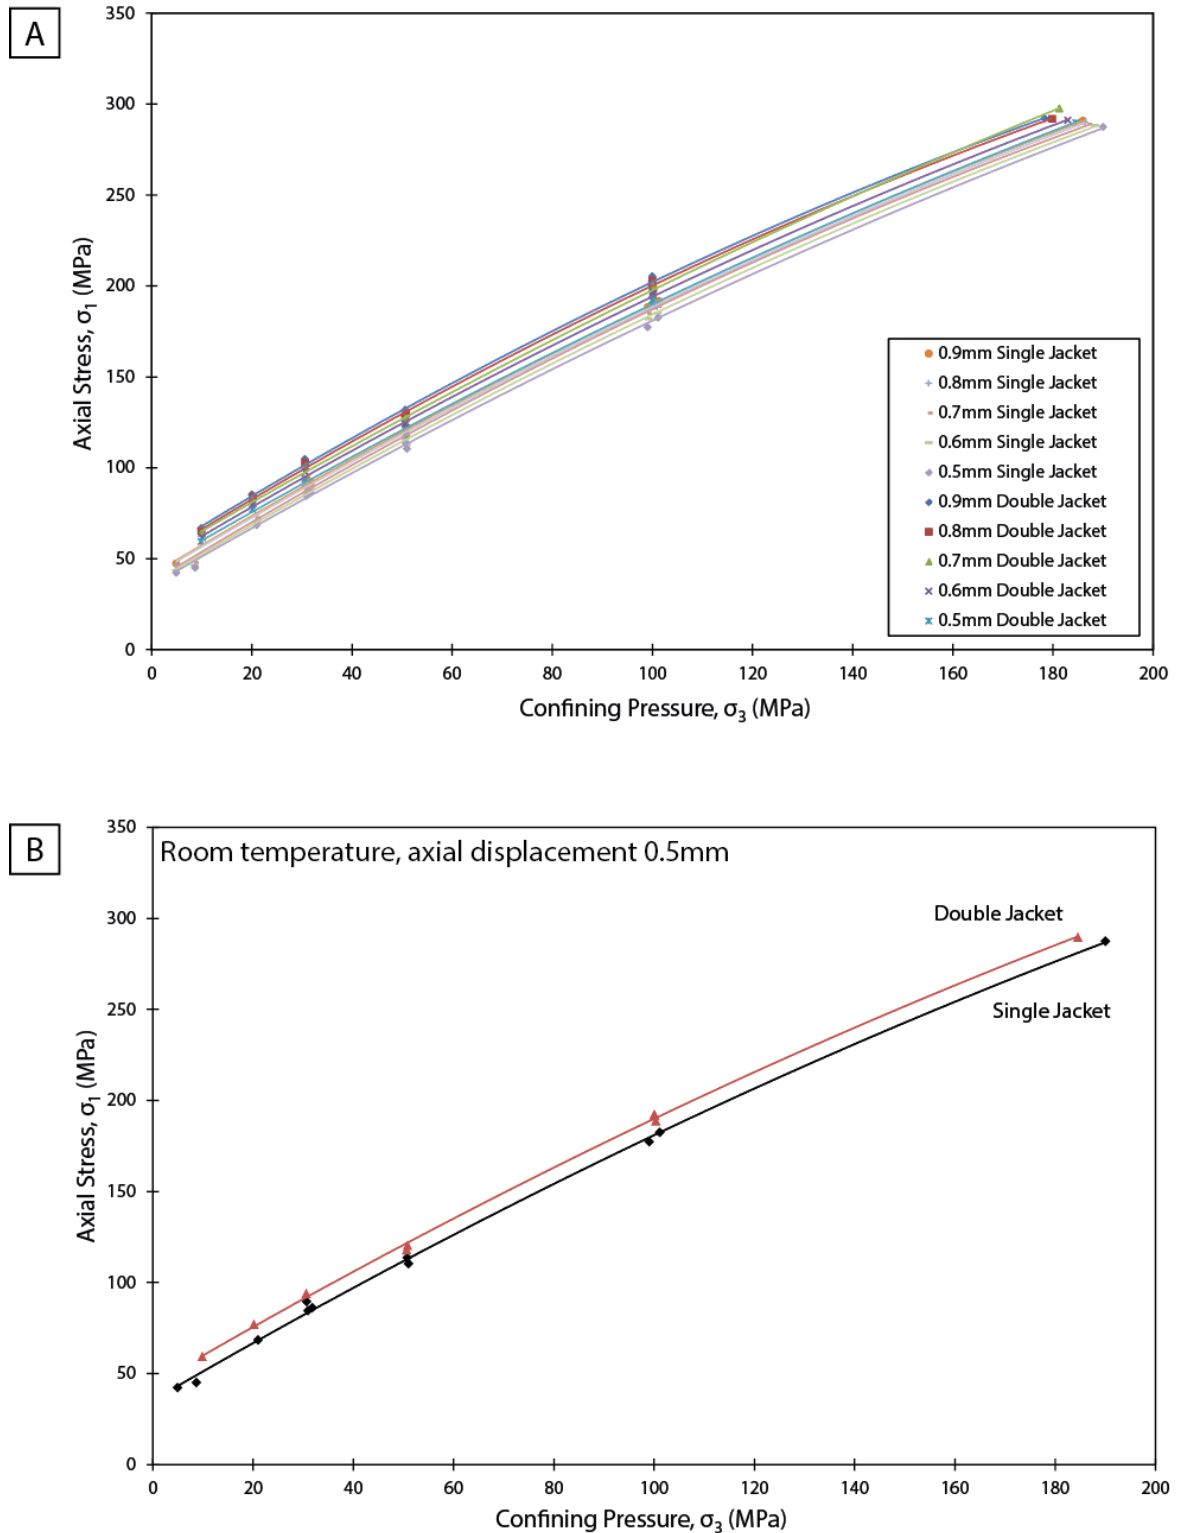 A
350
300
250
200
150
100
50
0
Axial Stress, σ₁ (MPa)
0.9mm Single Jacket
0.8mm Single Jacket
0.7mm Single Jacket
0.6mm Single Jacket
0.5mm Single Jacket
0.9mm Double Jacket
0.8mm Double Jacket
0.7mm Double Jacket
0.6mm Double Jacket
0.5mm Double Jacket
0 20 40 60 80 100 120 140 160 180 200
Confining Pressure, σ₃ (MPa)
B
Room temperature, axial displacement 0.5mm
350
300
250
200
150
100
50
0
Axial Stress, σ₁ (MPa)
Double Jacket
Single Jacket
0 20 40 60 80 100 120 140 160 180 200
Confining Pressure, σ₃ (MPa)